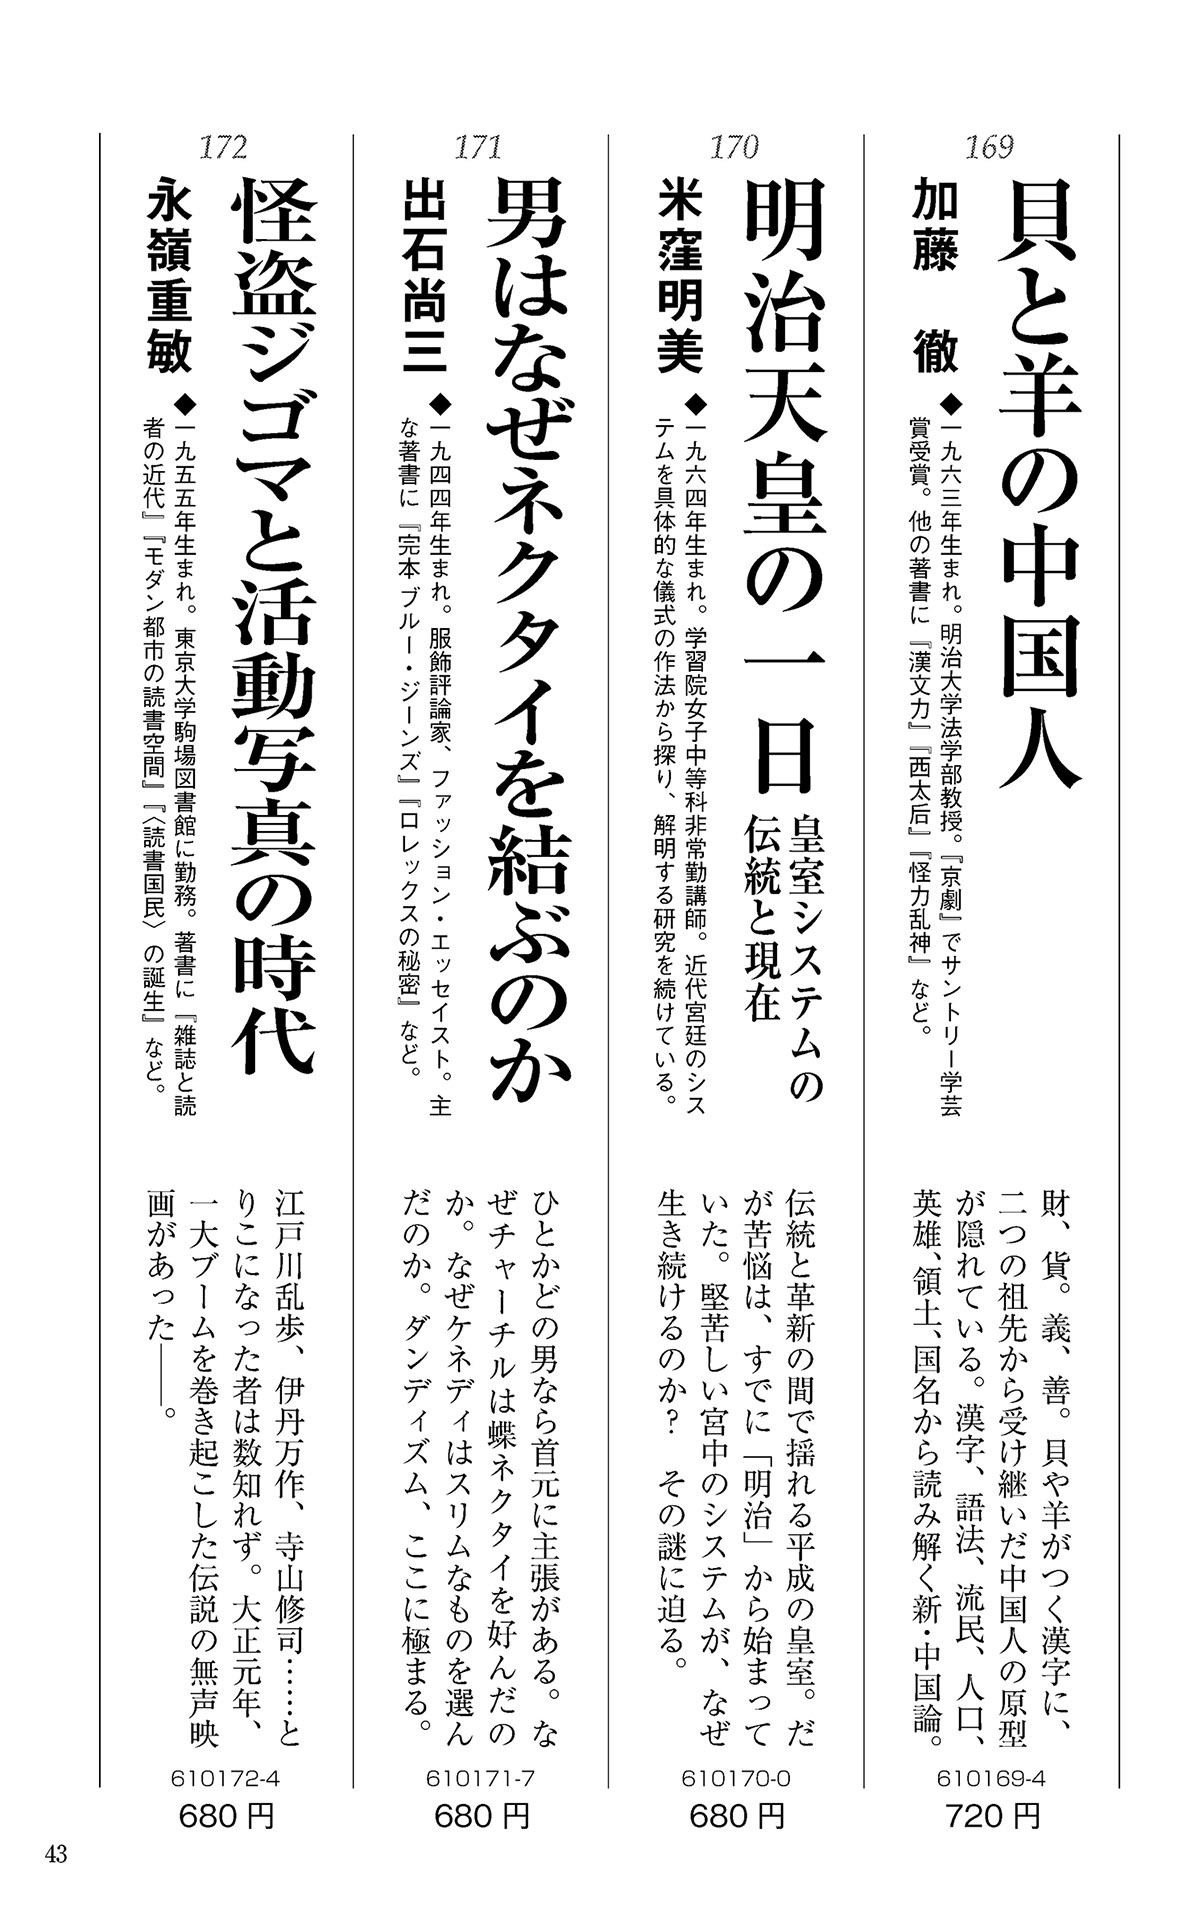 169
貝と羊の中国人
加藤　徹
◆一九六三年生まれ。明治大学法学部教授。『京劇』でサントリー学芸
賞受賞。他の著書に『漢文力』『西太后』『怪力乱神』など。
財、貨。義、善。貝や羊がつく漢字に、
二つの祖先から受け継いだ中国人の原型
が隠れている。漢字、語法、流民、人口、
英雄、領土、国名から読み解く新・中国論。
610169-4
720円
170
明治天皇の一日
皇室システムの
伝統と現在
米窪明美
◆一九六四年生まれ。学習院女子中等科非常勤講師。近代宮廷のシス
テムを具体的な儀式の作法から探り、解明する研究を続けている。
伝統と革新の間で揺れる平成の皇室。だ
が苦悩は、すでに「明治」から始まって
いた。堅苦しい宮中のシステムが、なぜ
生き続けるのか？　その謎に迫る。
610170-0
680円
171
男はなぜネクタイを結ぶのか
出石尚三
◆一九四四年生まれ。服飾評論家、ファッション・エッセイスト。主
な著書に『完本 ブルー・ジーンズ』『ロレックスの秘密』など。
ひとかどの男なら首元に主張がある。な
ぜチャーチルは蝶ネクタイを好んだの
か。なぜケネディはスリムなものを選ん
だのか。ダンディズム、ここに極まる。
610171-7
680円
172
怪盗ジゴマと活動写真の時代
永嶺重敏
◆一九五五年生まれ。東京大学駒場図書館に勤務。著書に『雑誌と読
者の近代』『モダン都市の読書空間』『〈読書国民〉の誕生』など。
江戸川乱歩、伊丹万作、寺山修司……と
りこになった者は数知れず。大正元年、
一大ブームを巻き起こした伝説の無声映
画があった――。
610172-4
680円
43